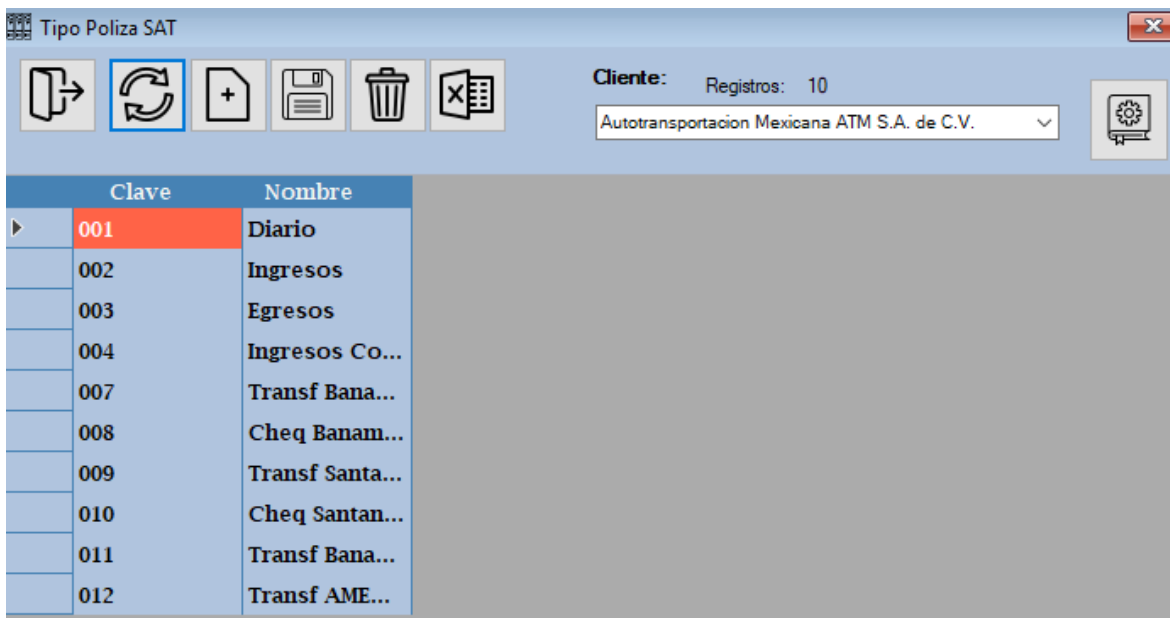 Tipo Poliza SAT
Cliente: Registros: 10
Autotransportacion Mexicana ATM S.A. de C.V.
Clave Nombre
001 Diario
002 Ingresos
003 Egresos
004 Ingresos Co...
007 Transf Bana...
008 Cheq Banam...
009 Transf Santa...
010 Cheq Santan...
011 Transf Bana...
012 Transf AME...